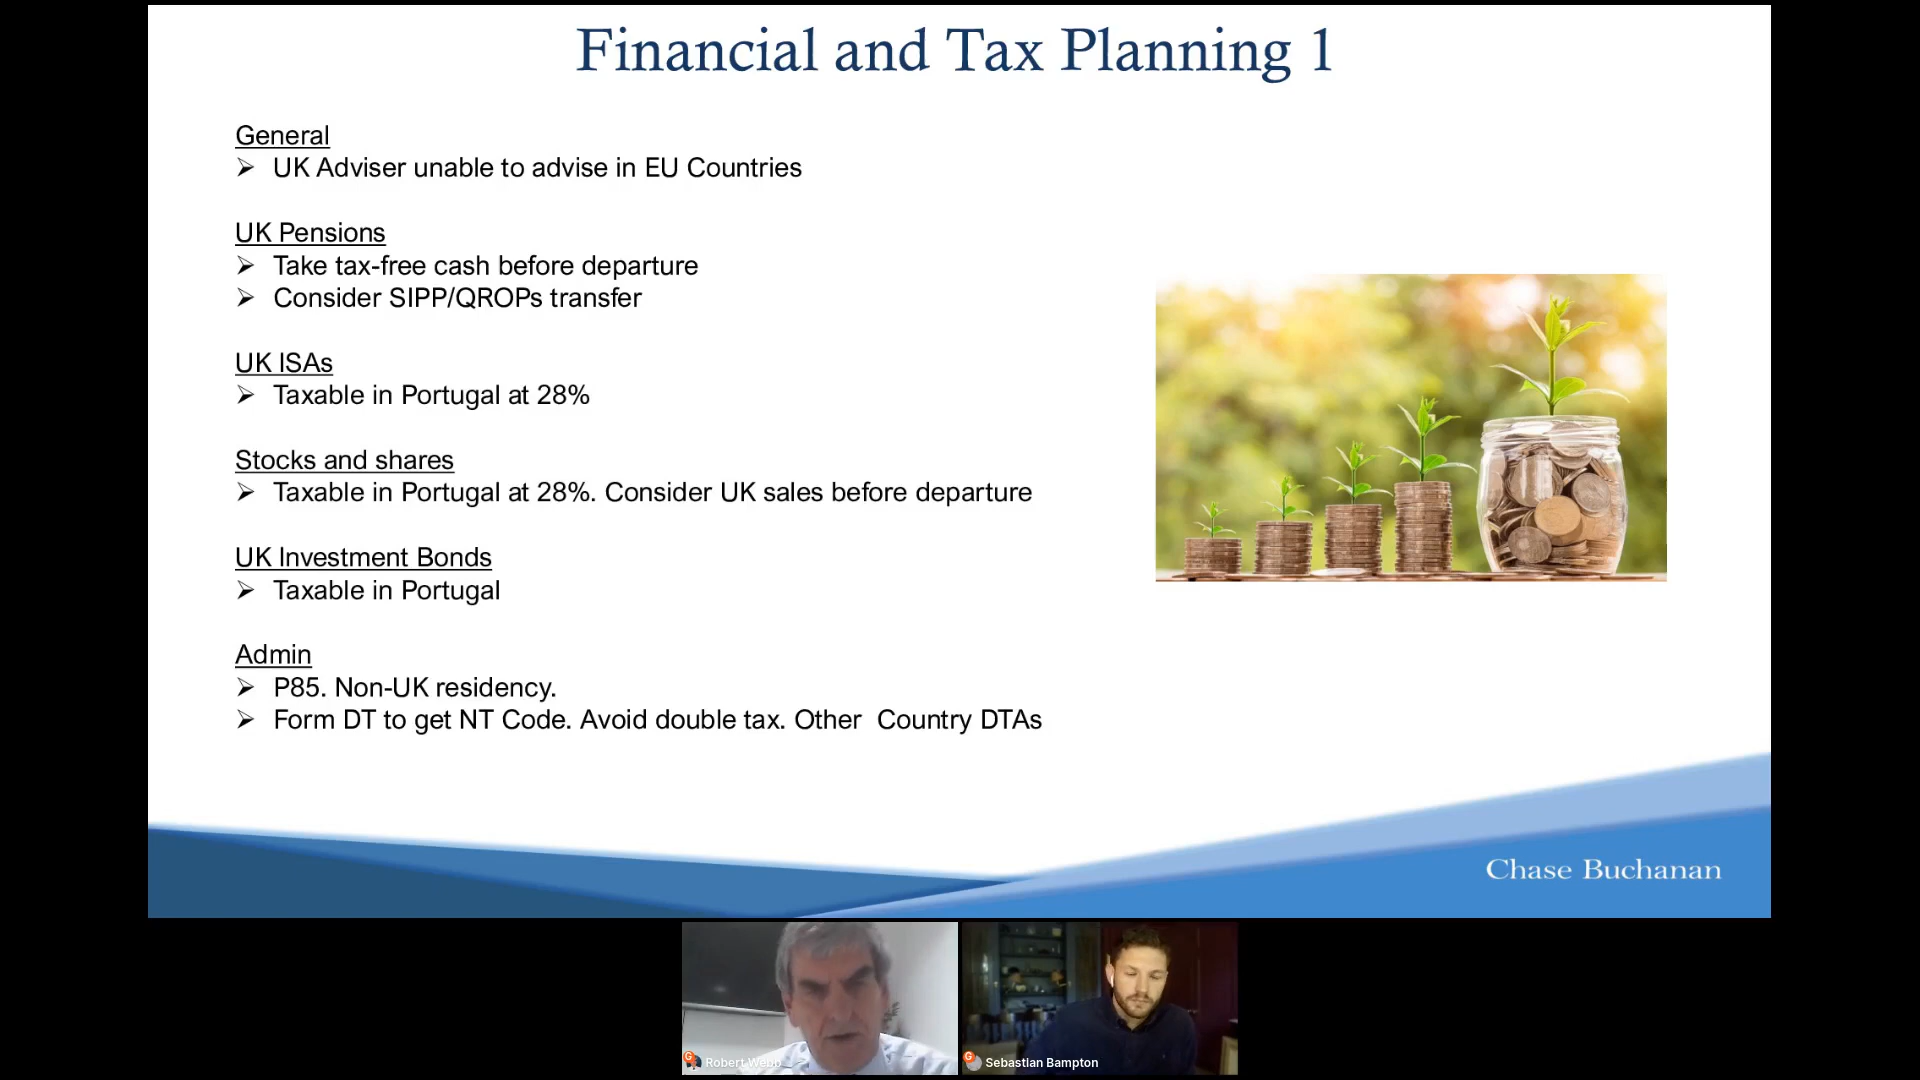 Financial and Tax Planning 1
General
➢ UK Adviser unable to advise in EU Countries
UK Pensions
➢ Take tax-free cash before departure
➢ Consider SIPP/QROPs transfer
UK ISAs
➢ Taxable in Portugal at 28%
Stocks and shares
➢ Taxable in Portugal at 28%. Consider UK sales before departure
UK Investment Bonds
➢ Taxable in Portugal
Admin
➢ P85. Non-UK residency.
➢ Form DT to get NT Code. Avoid double tax. Other  Country DTAs
Chase Buchanan
Robert Webb
Sebastian Bampton